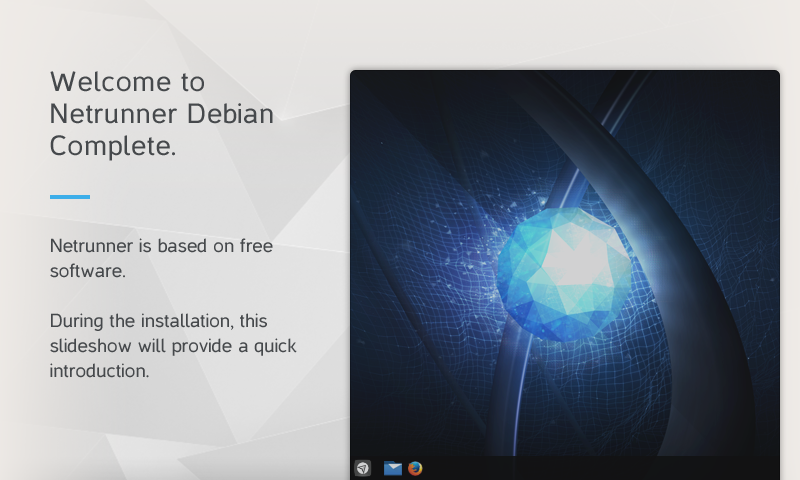 Welcome to
Netrunner Debian
Complete.
Netrunner is based on free
software.
During the installation, this
slideshow will provide a quick
introduction.